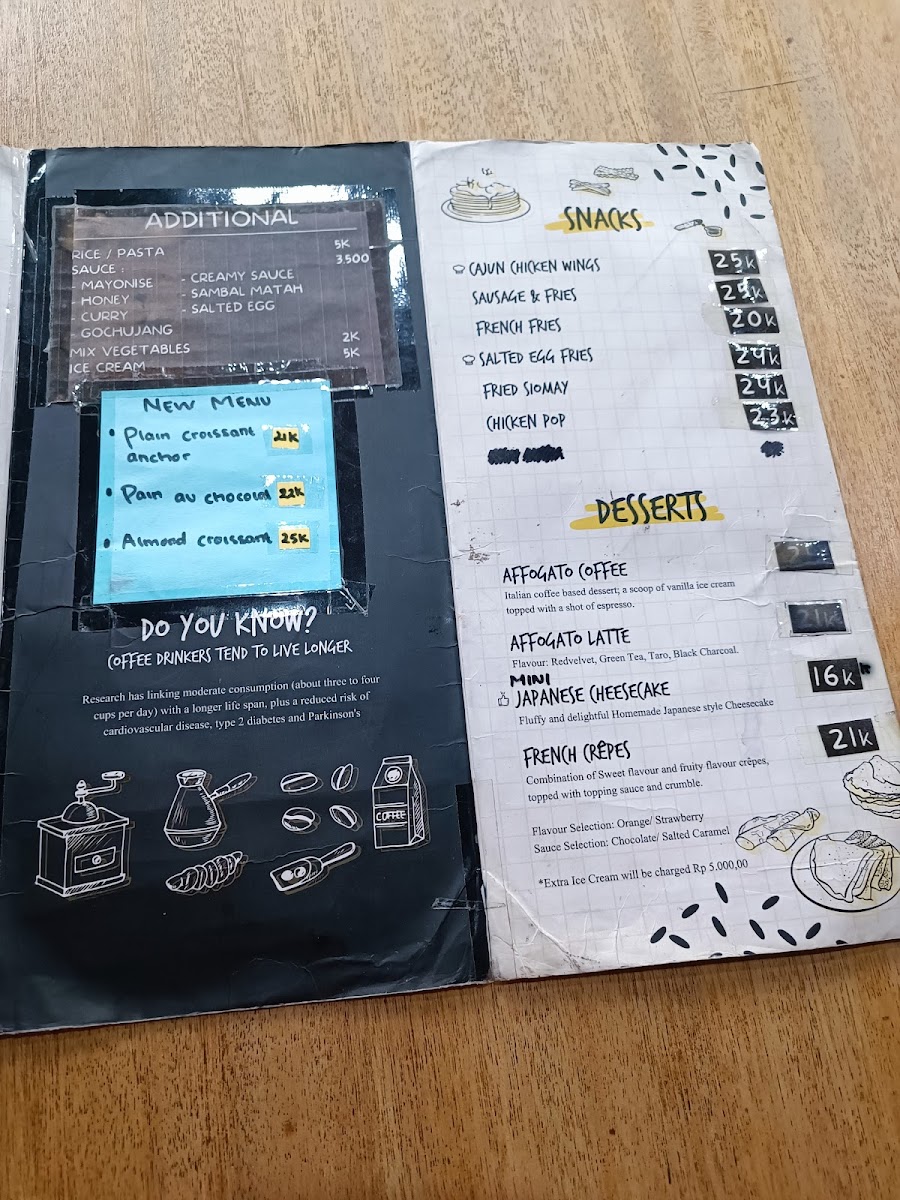 ADDITIONAL
RICE / PASTA 5K
SAUCE : 3.500
- MAYONISE - CREAMY SAUCE
- HONEY - SAMBAL MATAH
- CURRY - SALTED EGG
- GOCHUJANG
MIX VEGETABLES 2K
ICE CREAM 5K
NEW MENU
• Plain croissant 21K
anchor
• Pain au chocolat 22K
• Almond croissant 25K
DO YOU KNOW?
COFFEE DRINKERS TEND TO LIVE LONGER
Research has linking moderate consumption (about three to four
cups per day) with a longer life span, plus a reduced risk of
cardiovascular disease, type 2 diabetes and Parkinson's
COFFEE
SNACKS
CAJUN CHICKEN WINGS 25K
SAUSAGE & FRIES
FRENCH FRIES 20K
SALTED EGG FRIES 24K
FRIED SIOMAY 24K
CHICKEN POP 23K
DESSERTS
AFFOGATO COFFEE
Italian coffee based dessert; a scoop of vanilla ice cream
topped with a shot of espresso.
AFFOGATO LATTE
Flavour: Redvelvet, Green Tea, Taro, Black Charcoal.
MINI
JAPANESE CHEESECAKE 16K
Fluffy and delightful Homemade Japanese style Cheesecake
FRENCH CRÊPES 21K
Combination of Sweet flavour and fruity flavour crêpes,
topped with topping sauce and crumble.
Flavour Selection: Orange/ Strawberry
Sauce Selection: Chocolate/ Salted Caramel
*Extra Ice Cream will be charged Rp 5.000,00